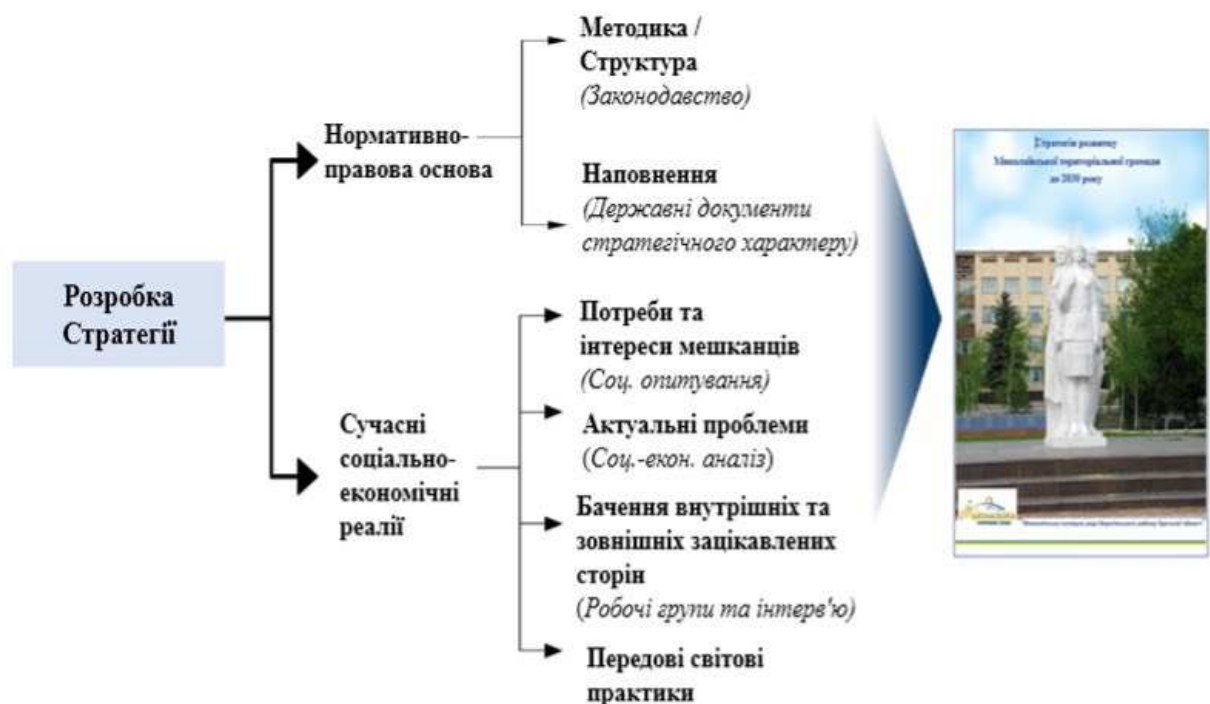 Розробка
Стратегії
Нормативно-
правова основа
Методика /
Структура
(Законодавство)
Наповнення
(Державні документи
стратегічного характеру)
Сучасні
соціально-
економічні
реалії
Потреби та
інтереси мешканців
(Соц. опитування)
Актуальні проблеми
(Соц.-екон. аналіз)
Бачення внутрішніх та
зовнішніх зацікавлених
сторін
(Робочі групи та інтерв'ю)
Передові світові
практики
Стратегія розвитку
територіальної громади
до 2030 року